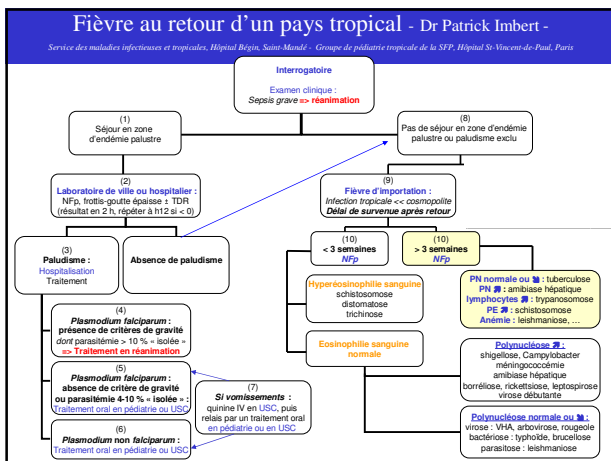 Fièvre au retour d'un pays tropical - Dr Patrick Imbert -
Service des maladies infectieuses et tropicales, Hôpital Bégin, Saint-Mandé - Groupe de pédiatrie tropicale de la SFP, Hôpital St-Vincent-de-Paul, Paris
Interrogatoire
Examen clinique :
Sepsis grave => réanimation
(1)
Séjour en zone
d'endémie palustre
(8)
Pas de séjour en zone d'endémie
palustre ou paludisme exclu
(2)
Laboratoire de ville ou hospitalier :
NFp, frottis-goutte épaisse ± TDR
(résultat en 2 h, répéter à h12 si < 0)
(9)
Fièvre d'importation :
Infection tropicale << cosmopolite
Délai de survenue après retour
(3)
Paludisme :
Hospitalisation
Traitement
Absence de paludisme
(10)
< 3 semaines
NFp
(10)
> 3 semaines
NFp
Hyperéosinophilie sanguine
schistosomose
distomatose
trichinose
PN normale ou ➘ : tuberculose
PN ➚ : amibiase hépatique
lymphocytes ➚ : trypanosomose
PE ➚ : schistosomose
Anémie : leishmaniose, …
(4)
Plasmodium falciparum :
présence de critères de gravité
dont parasitémie > 10 % « isolée »
=> Traitement en réanimation
Eosinophilie sanguine
normale
Polynucléose ➚ :
shigellose, Campylobacter
méningococcémie
amibiase hépatique
borréliose, rickettsiose, leptospirose
virose débutante
(5)
Plasmodium falciparum :
absence de critère de gravité
ou parasitémie 4-10 % « isolée » :
Traitement oral en pédiatrie ou USC
(7)
Si vomissements :
quinine IV en USC, puis
relais par un traitement oral
en pédiatrie ou en USC
(6)
Plasmodium non falciparum :
Traitement oral en pédiatrie ou USC
Polynucléose normale ou ➘ :
virose : VHA, arbovirose, rougeole
bactériose : typhoïde, brucellose
parasitose : leishmaniose